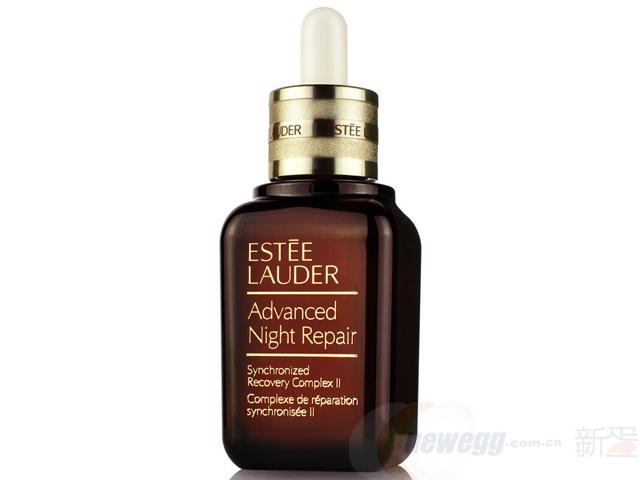 UDER ESTĒE
ESTĒE
LAUDER
Advanced
Night Repair
Synchronized
Recovery Complex II
Complexe de réparation
synchronisée II
newegg.com.cn 新蛋